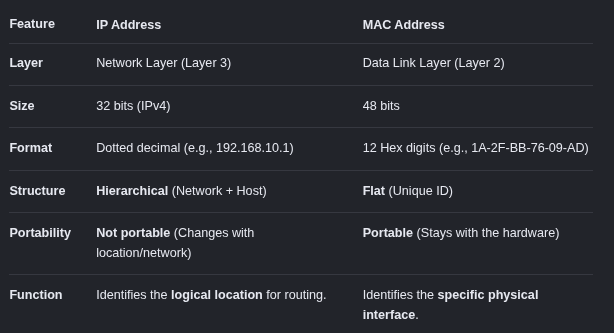 Feature IP Address MAC Address
Layer Network Layer (Layer 3) Data Link Layer (Layer 2)
Size 32 bits (IPv4) 48 bits
Format Dotted decimal (e.g., 192.168.10.1) 12 Hex digits (e.g., 1A-2F-BB-76-09-AD)
Structure Hierarchical (Network + Host) Flat (Unique ID)
Portability Not portable (Changes with Portable (Stays with the hardware)
location/network)
Function Identifies the logical location for routing. Identifies the specific physical
interface.